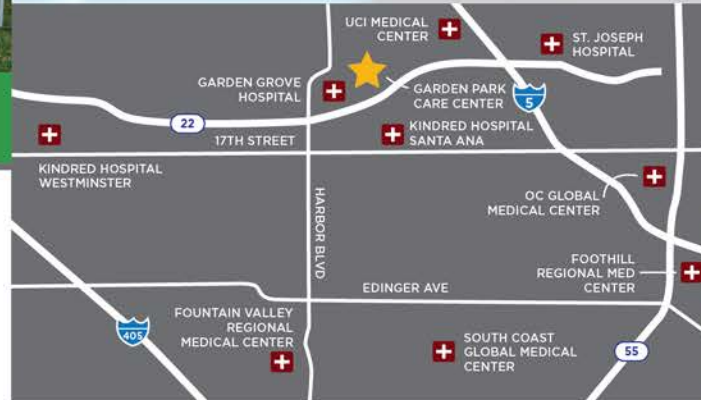 UCI MEDICAL
CENTER
ST. JOSEPH
HOSPITAL
GARDEN GROVE
HOSPITAL
GARDEN PARK
CARE CENTER
5
22
17TH STREET
KINDRED HOSPITAL
SANTA ANA
KINDRED HOSPITAL
WESTMINSTER
OC GLOBAL
MEDICAL CENTER
HARBOR BLVD
FOOTHILL
REGIONAL MED
CENTER
EDINGER AVE
FOUNTAIN VALLEY
REGIONAL
MEDICAL CENTER
405
SOUTH COAST
GLOBAL MEDICAL
CENTER
55